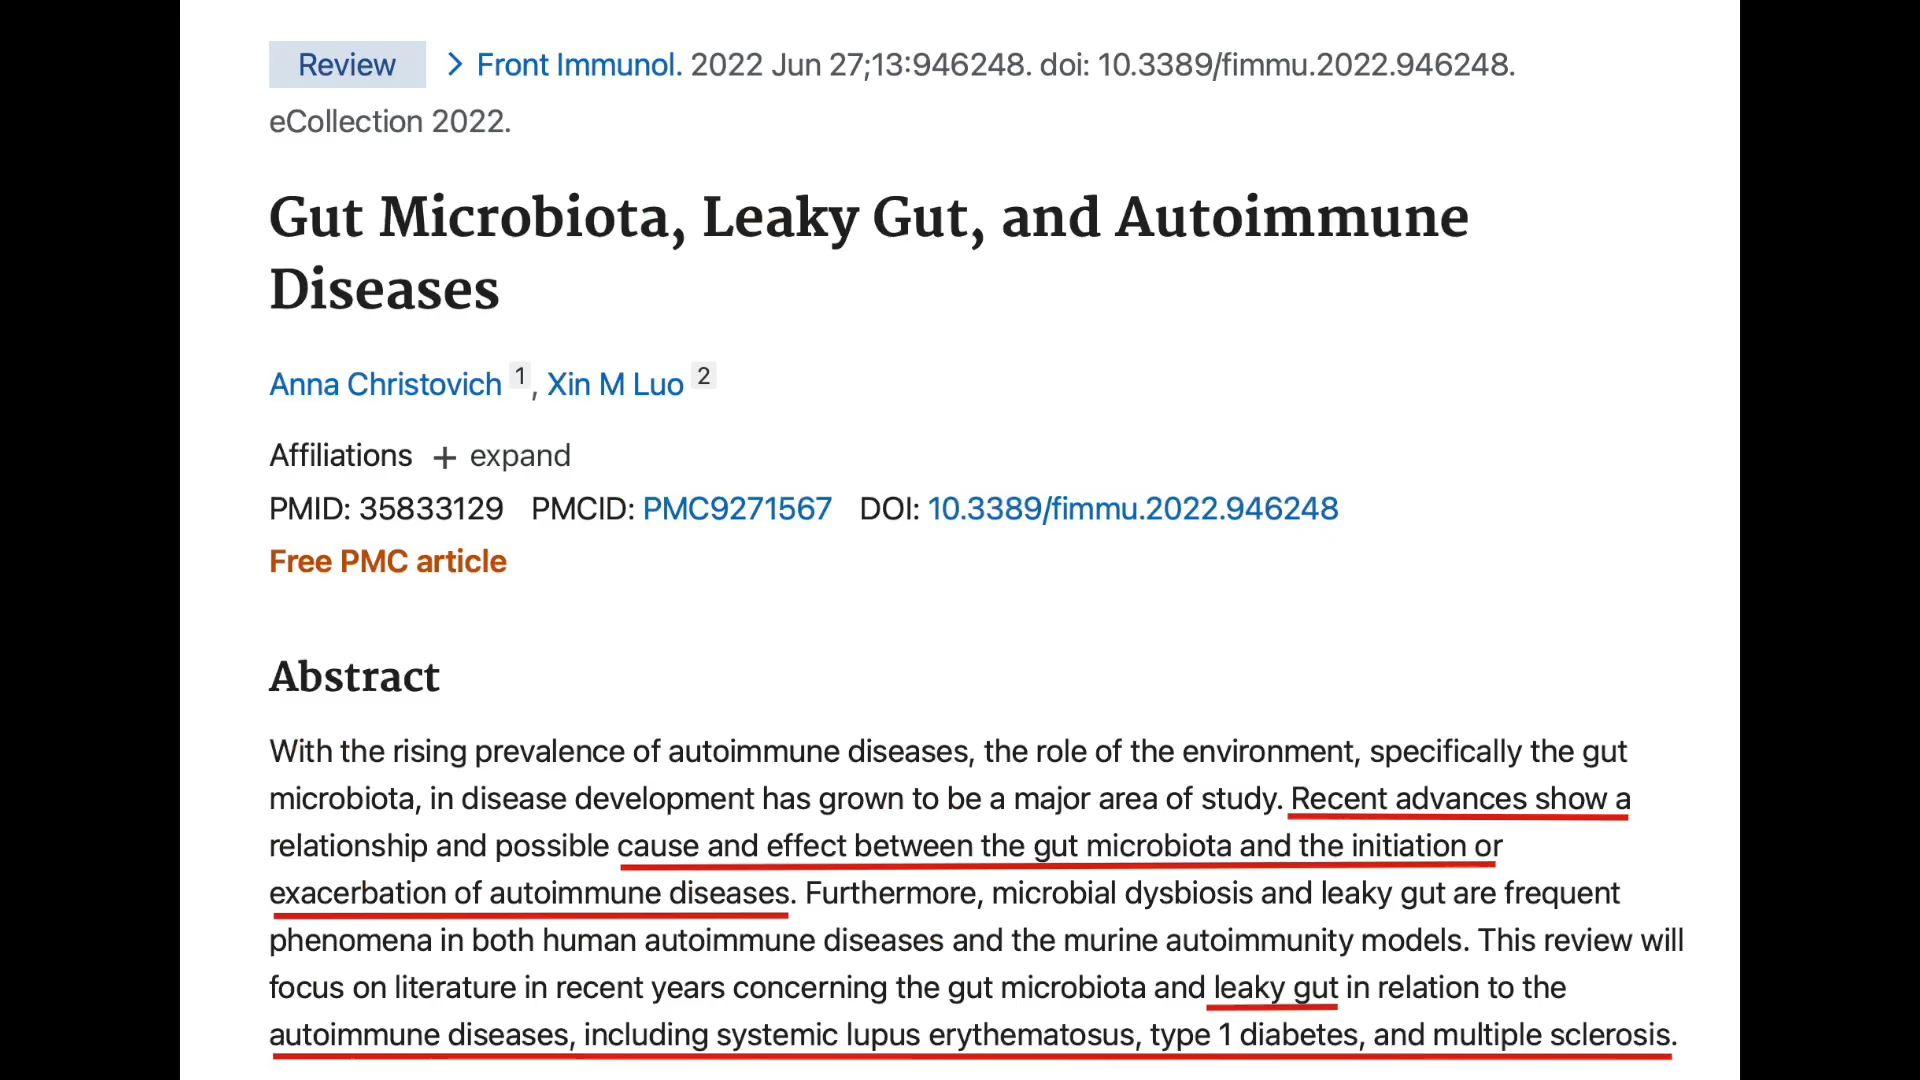 Review > Front Immunol. 2022 Jun 27;13:946248. doi: 10.3389/fimmu.2022.946248.
eCollection 2022.
Gut Microbiota, Leaky Gut, and Autoimmune
Diseases
Anna Christovich 1, Xin M Luo 2
Affiliations + expand
PMID: 35833129 PMCID: PMC9271567 DOI: 10.3389/fimmu.2022.946248
Free PMC article
Abstract
With the rising prevalence of autoimmune diseases, the role of the environment, specifically the gut
microbiota, in disease development has grown to be a major area of study. Recent advances show a
relationship and possible cause and effect between the gut microbiota and the initiation or
exacerbation of autoimmune diseases. Furthermore, microbial dysbiosis and leaky gut are frequent
phenomena in both human autoimmune diseases and the murine autoimmunity models. This review will
focus on literature in recent years concerning the gut microbiota and leaky gut in relation to the
autoimmune diseases, including systemic lupus erythematosus, type 1 diabetes, and multiple sclerosis.